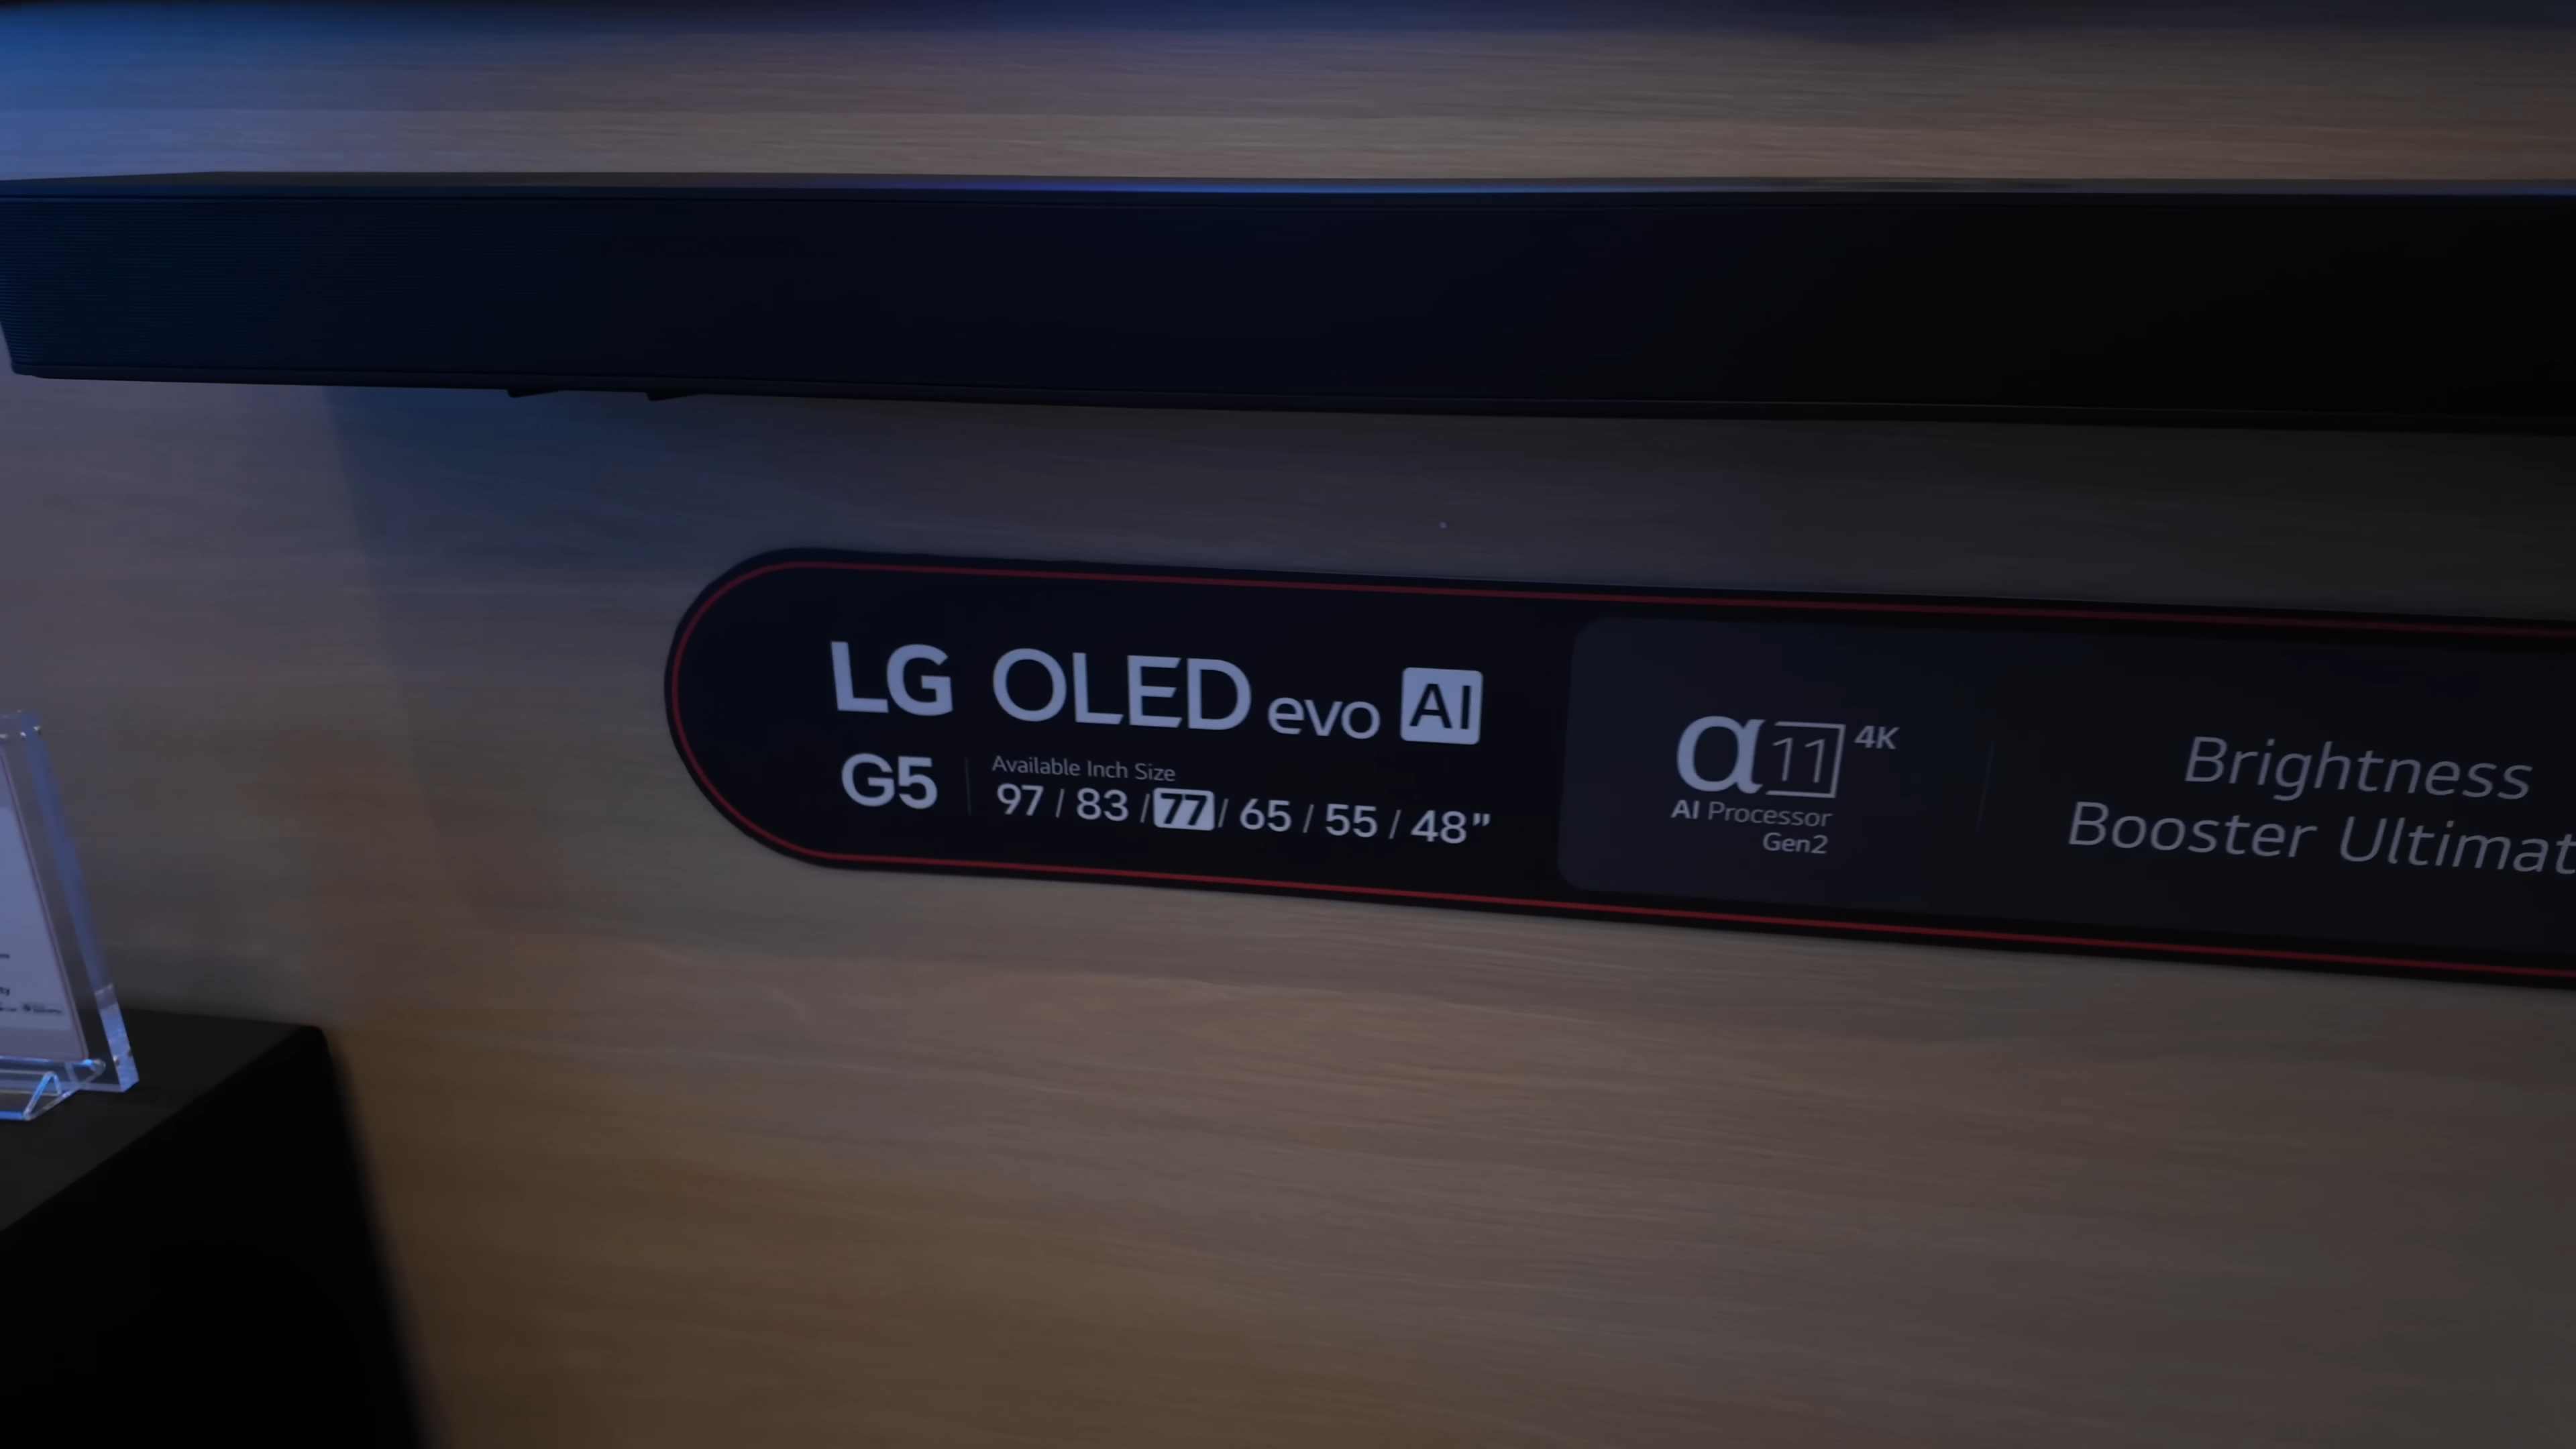 LG OLED evo AI
G5
Available Inch Size
97 / 83 / 77 / 65 / 55 / 48"
α11 4K
AI Processor
Gen2
Brightness
Booster Ultimat